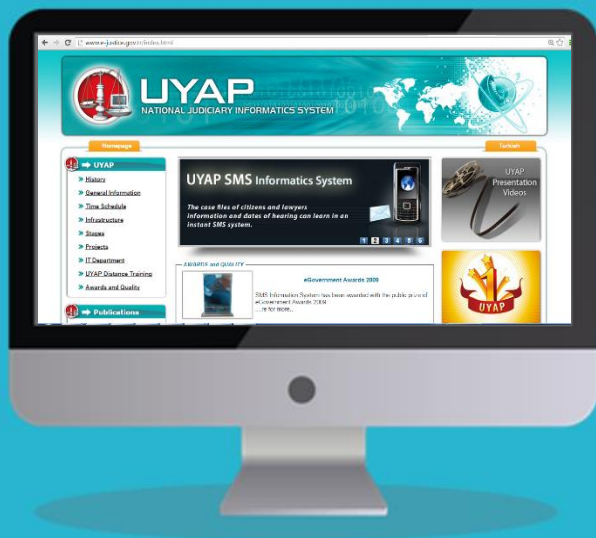 www.e-justice.gov.tr/index.html
UYAP
NATIONAL JUDICIARY INFORMATICS SYSTEM
Homepage
Turkish
UYAP
History
General Information
Time Schedule
Infrastructure
Stages
Projects
IT Department
UYAP Distance Training
Awards and Quality
Publications
UYAP SMS Informatics System
The case files of citizens and lawyers
information and dates of hearing can learn in an
instant SMS system.
1 2 3 4 5 6
AWARDS and QUALITY
eGovernment Awards 2009
SMS Information System has been awarded with the public prize of
eGovernment Awards 2009
...re for more..
UYAP
Presentation
Videos
1
UYAP